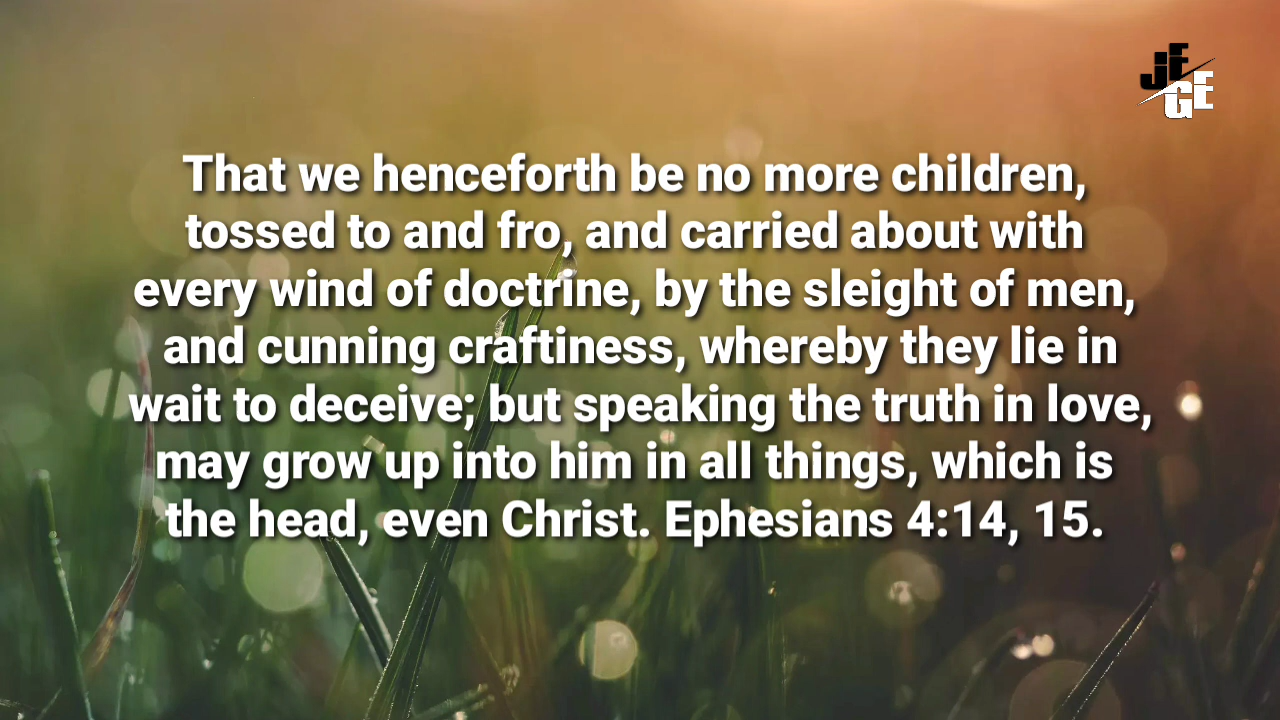 JF
GE
That we henceforth be no more children,
tossed to and fro, and carried about with
every wind of doctrine, by the sleight of men,
and cunning craftiness, whereby they lie in
wait to deceive; but speaking the truth in love,
may grow up into him in all things, which is
the head, even Christ. Ephesians 4:14, 15.